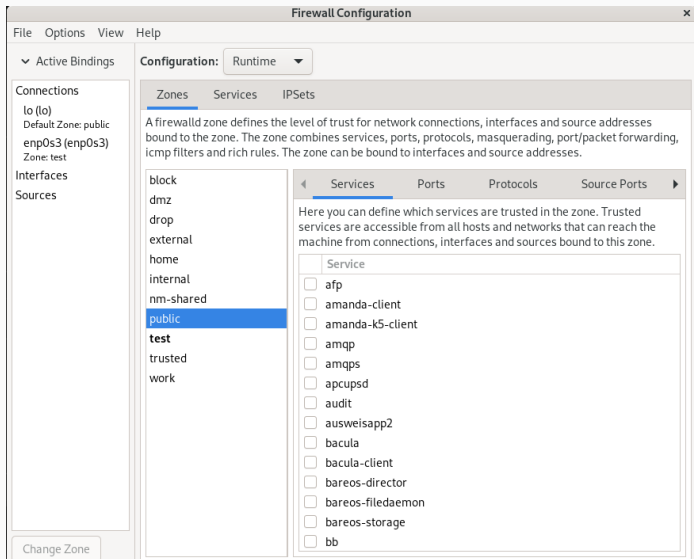 Firewall Configuration
File Options View Help
Active Bindings
Configuration: Runtime
Connections
lo (lo)
Default Zone: public
enp0s3 (enp0s3)
Zone: test
Interfaces
Sources
Change Zone
Zones Services IPSets
A firewalld zone defines the level of trust for network connections, interfaces and source addresses
bound to the zone. The zone combines services, ports, protocols, masquerading, port/packet forwarding,
icmp filters and rich rules. The zone can be bound to interfaces and source addresses.
block
dmz
drop
external
home
internal
nm-shared
public
test
trusted
work
Services Ports Protocols Source Ports
Here you can define which services are trusted in the zone. Trusted
services are accessible from all hosts and networks that can reach the
machine from connections, interfaces and sources bound to this zone.
Service
afp
amanda-client
amanda-k5-client
amqp
amqps
apcupsd
audit
ausweisapp2
bacula
bacula-client
bareos-director
bareos-filedaemon
bareos-storage
bb